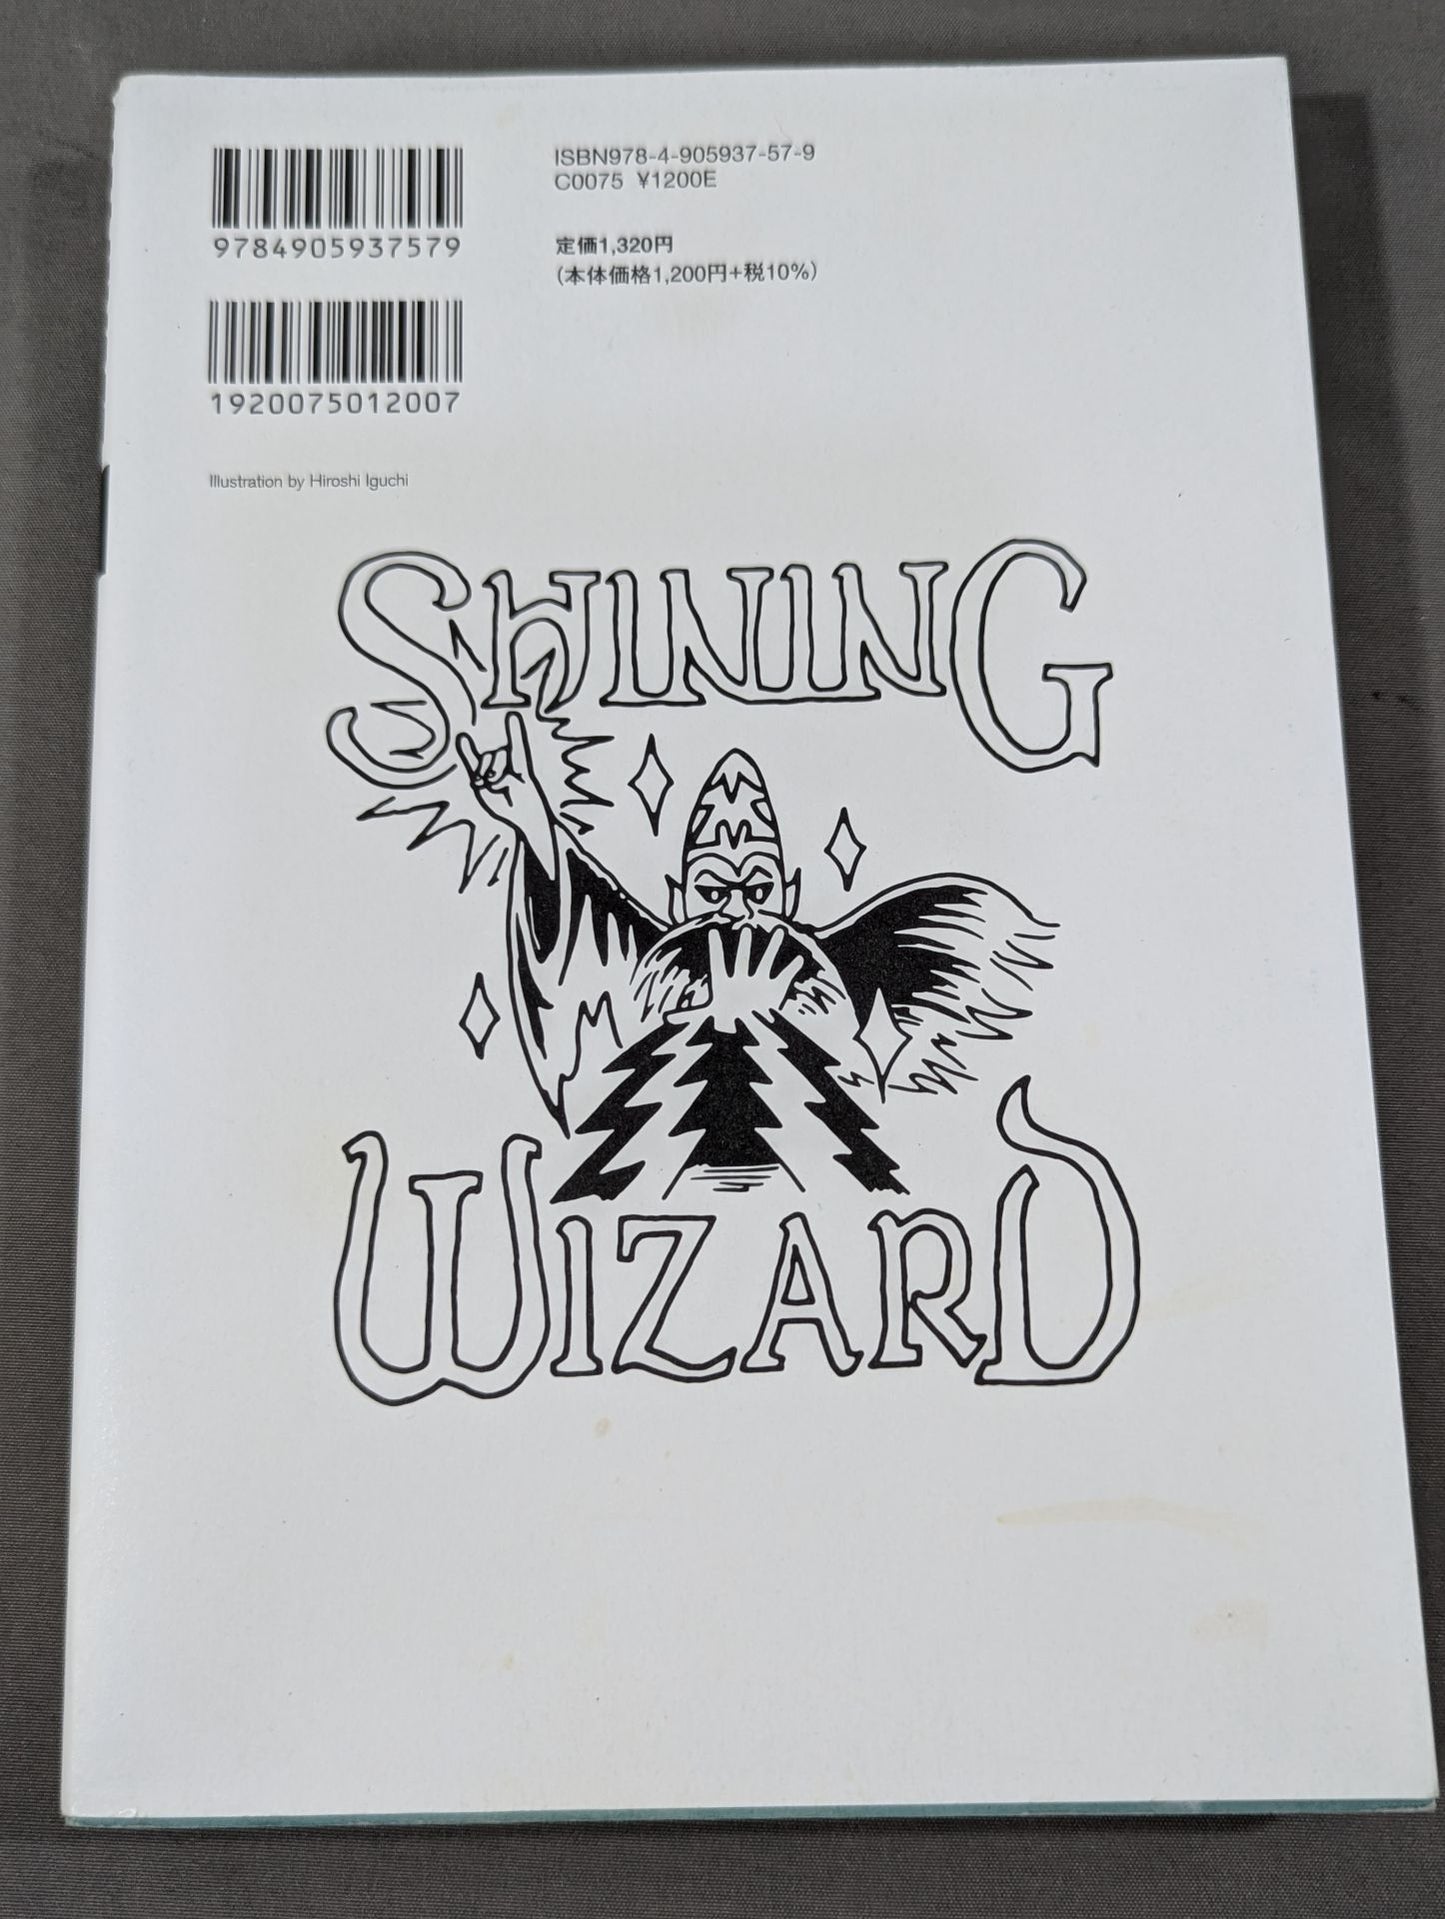 9784905937579
1920075012007
ISBN978-4-905937-57-9
C0075 ¥1200E
定価1,320円
(本体価格1,200円+税10%)
Illustration by Hiroshi Iguchi
SHINING
WIZARD